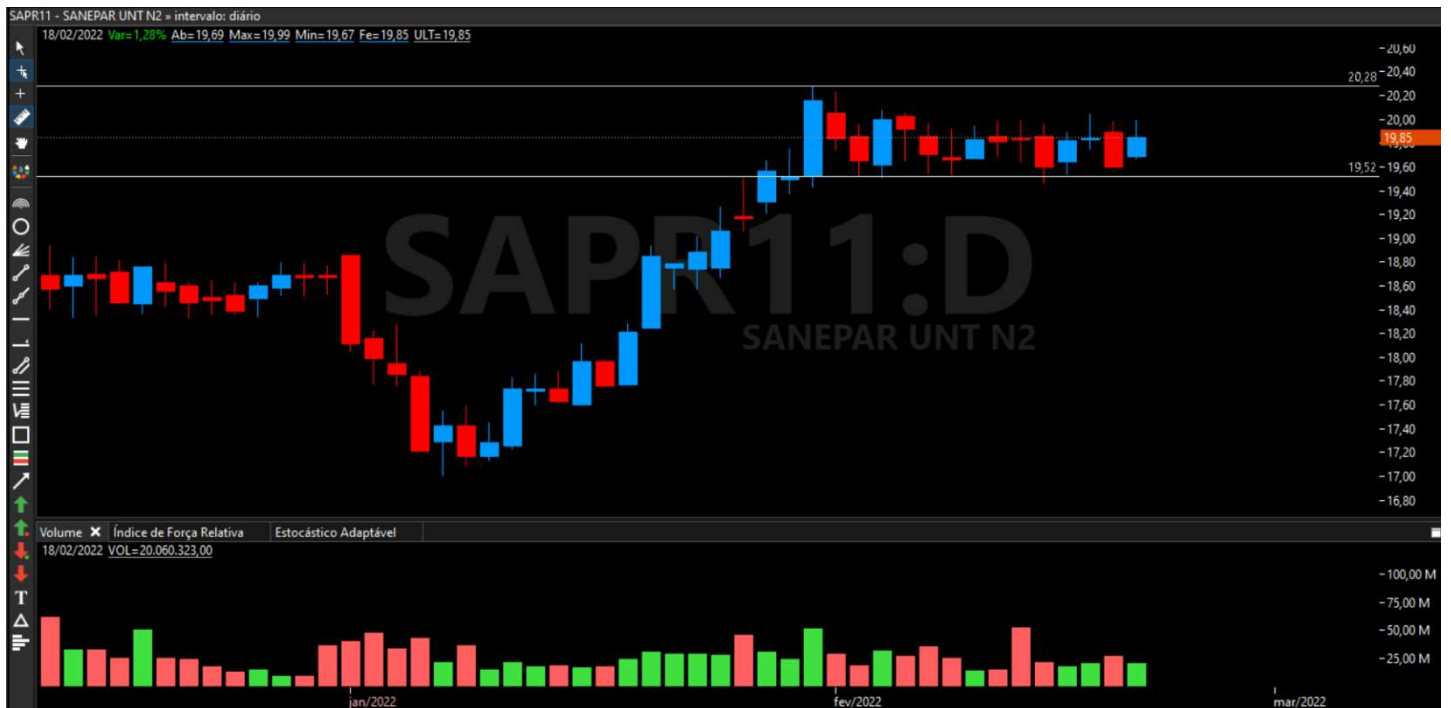 SAPR11 - SANEPAR UNT N2 » intervalo: diário
18/02/2022 Var=1,28% Ab=19,69 Max=19,99 Min=19,67 Fe=19,85 ULT=19,85
20,60
20,28
20,40
20,20
20,00
19,85
19,60
19,52
19,40
19,20
19,00
18,80
18,60
18,40
18,20
18,00
17,80
17,60
17,40
17,20
17,00
16,80
SAPR11:D
SANEPAR UNT N2
Volume X Índice de Força Relativa Estocástico Adaptável
18/02/2022 VOL=20.060.323,00
100,00 M
75,00 M
50,00 M
25,00 M
jan/2022 fev/2022 mar/2022
T